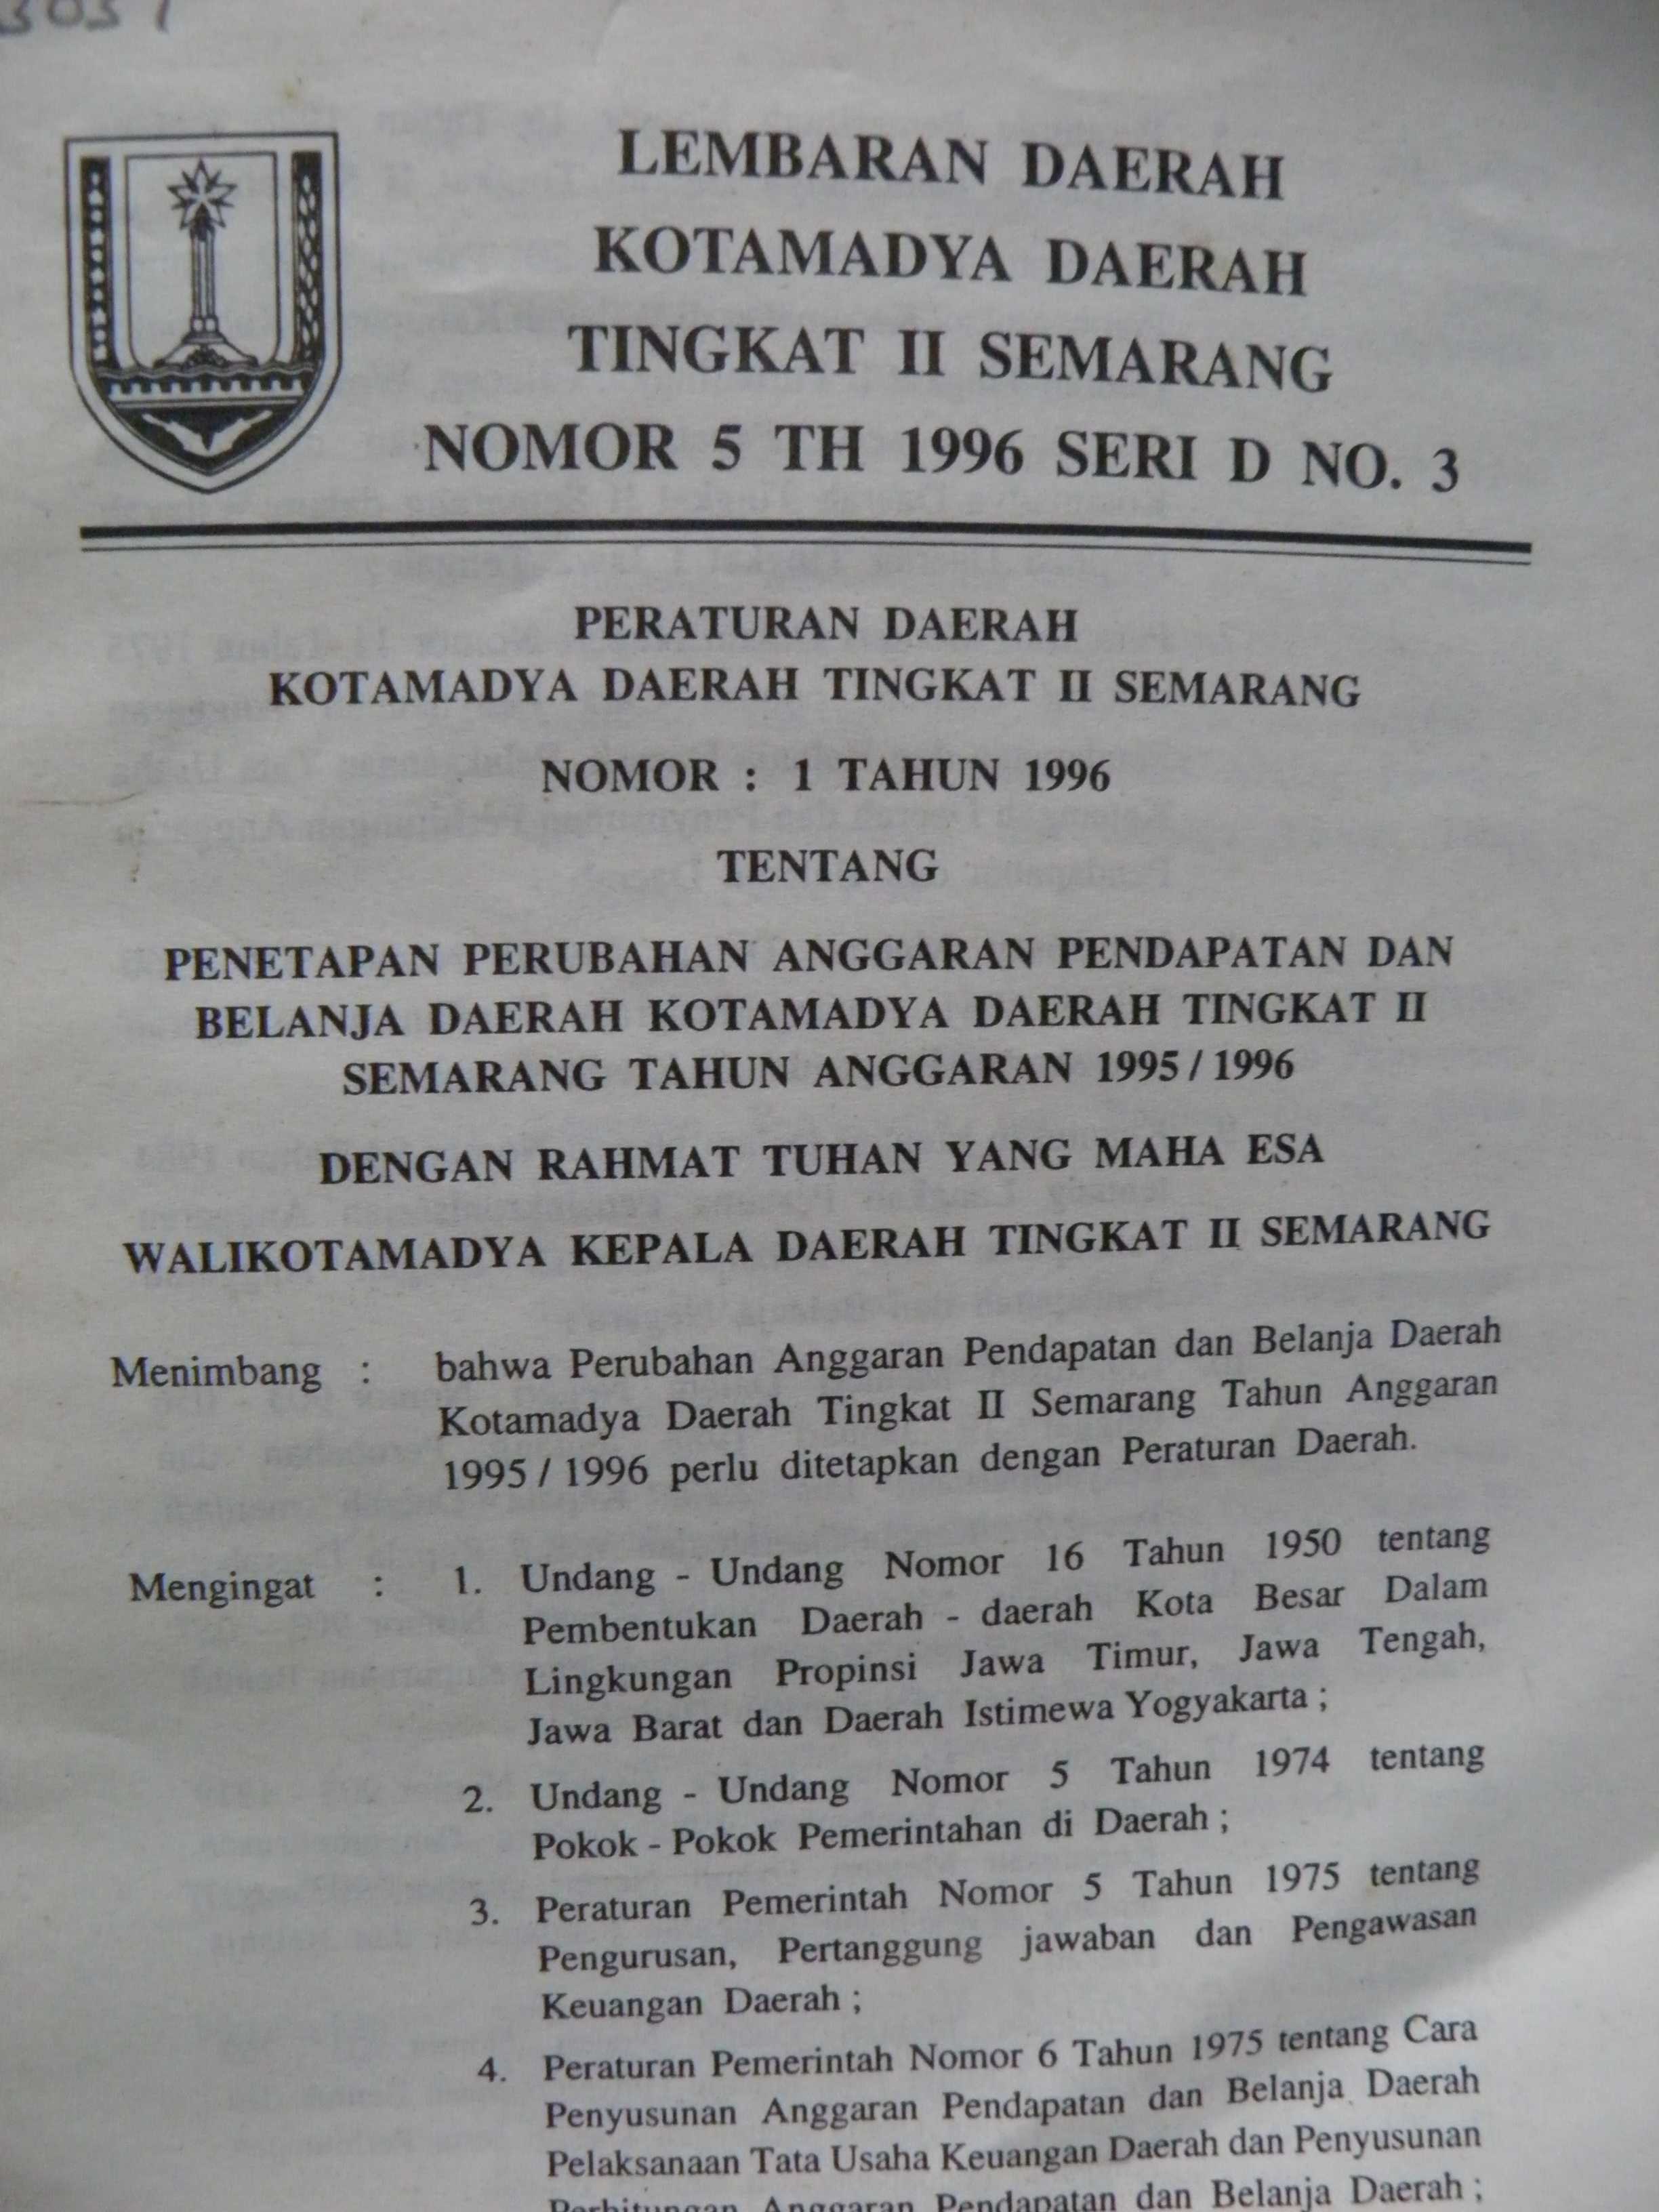 LEMBARAN DAERAH
KOTAMADYA DAERAH
TINGKAT II SEMARANG
NOMOR 5 TH 1996 SERI D NO. 3
PERATURAN DAERAH
KOTAMADYA DAERAH TINGKAT II SEMARANG
NOMOR : 1 TAHUN 1996
TENTANG
PENETAPAN PERUBAHAN ANGGARAN PENDAPATAN DAN
BELANJA DAERAH KOTAMADYA DAERAH TINGKAT II
SEMARANG TAHUN ANGGARAN 1995 / 1996
DENGAN RAHMAT TUHAN YANG MAHA ESA
WALIKOTAMADYA KEPALA DAERAH TINGKAT II SEMARANG
Menimbang : bahwa Perubahan Anggaran Pendapatan dan Belanja Daerah
Kotamadya Daerah Tingkat II Semarang Tahun Anggaran
1995 / 1996 perlu ditetapkan dengan Peraturan Daerah.
Mengingat : 1. Undang - Undang Nomor 16 Tahun 1950 tentang
Pembentukan Daerah - daerah Kota Besar Dalam
Lingkungan Propinsi Jawa Timur, Jawa Tengah,
Jawa Barat dan Daerah Istimewa Yogyakarta ;
2. Undang - Undang Nomor 5 Tahun 1974 tentang
Pokok - Pokok Pemerintahan di Daerah ;
3. Peraturan Pemerintah Nomor 5 Tahun 1975 tentang
Pengurusan, Pertanggung jawaban dan Pengawasan
Keuangan Daerah ;
4. Peraturan Pemerintah Nomor 6 Tahun 1975 tentang Cara
Penyusunan Anggaran Pendapatan dan Belanja Daerah
Pelaksanaan Tata Usaha Keuangan Daerah dan Penyusunan
Perhitungan Anggaran Pendapatan dan Belanja Daerah ;